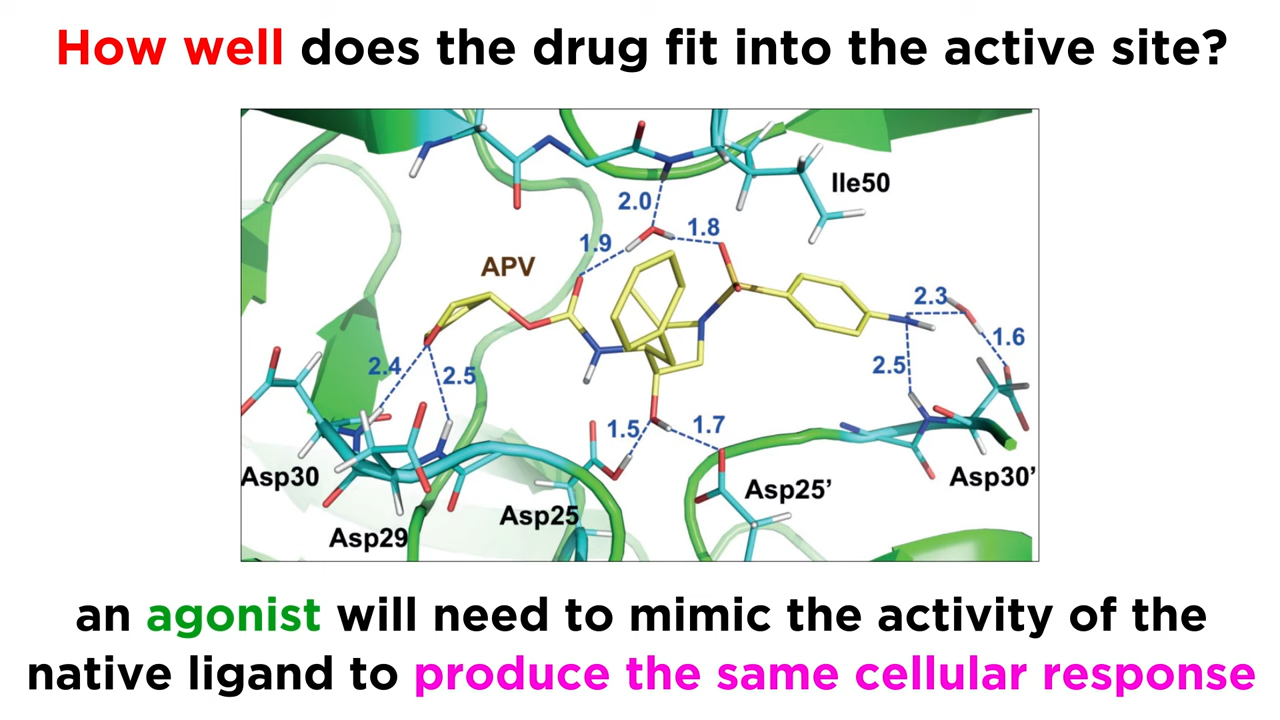 How well does the drug fit into the active site?
Ile50
2.0
1.9
1.8
APV
2.3
1.6
2.4
2.5
2.5
1.5
1.7
Asp30
Asp29
Asp25
Asp25’
Asp30’
an agonist will need to mimic the activity of the
native ligand to produce the same cellular response